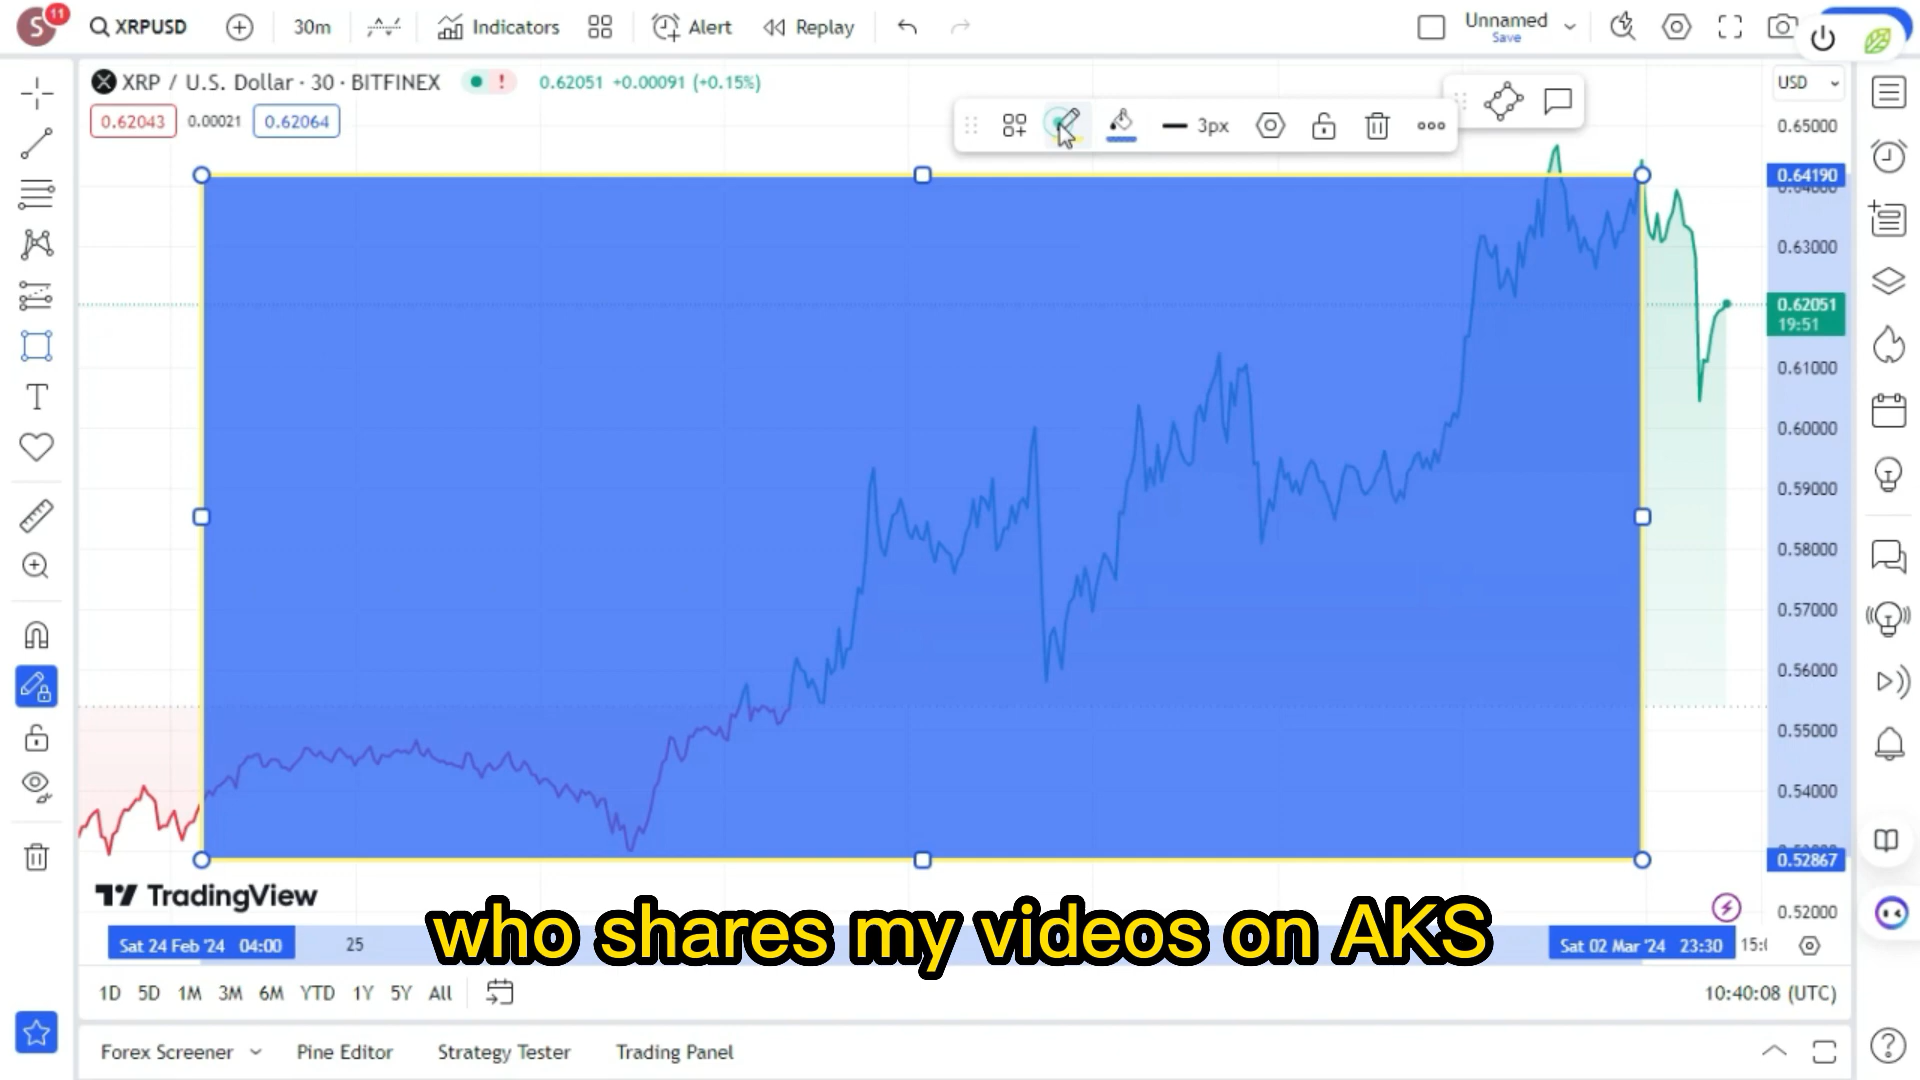 S 11 XRPUSD 30m Indicators Alert Replay Unnamed
Save
XRP / U.S. Dollar · 30 · BITFINEX ! 0.62051 +0.00091 (+0.15%) USD
0.62043 0.00021 0.62064 3px
0.65000
0.64190
0.63000
0.62051
19:51
0.61000
0.60000
0.59000
0.58000
0.57000
0.56000
0.55000
0.54000
0.52867
TradingView
0.52000
who shares my videos on AKS
Sat 24 Feb '24 04:00 25 Sat 02 Mar '24 23:30
1D 5D 1M 3M 6M YTD 1Y 5Y All 10:40:08 (UTC)
Forex Screener Pine Editor Strategy Tester Trading Panel